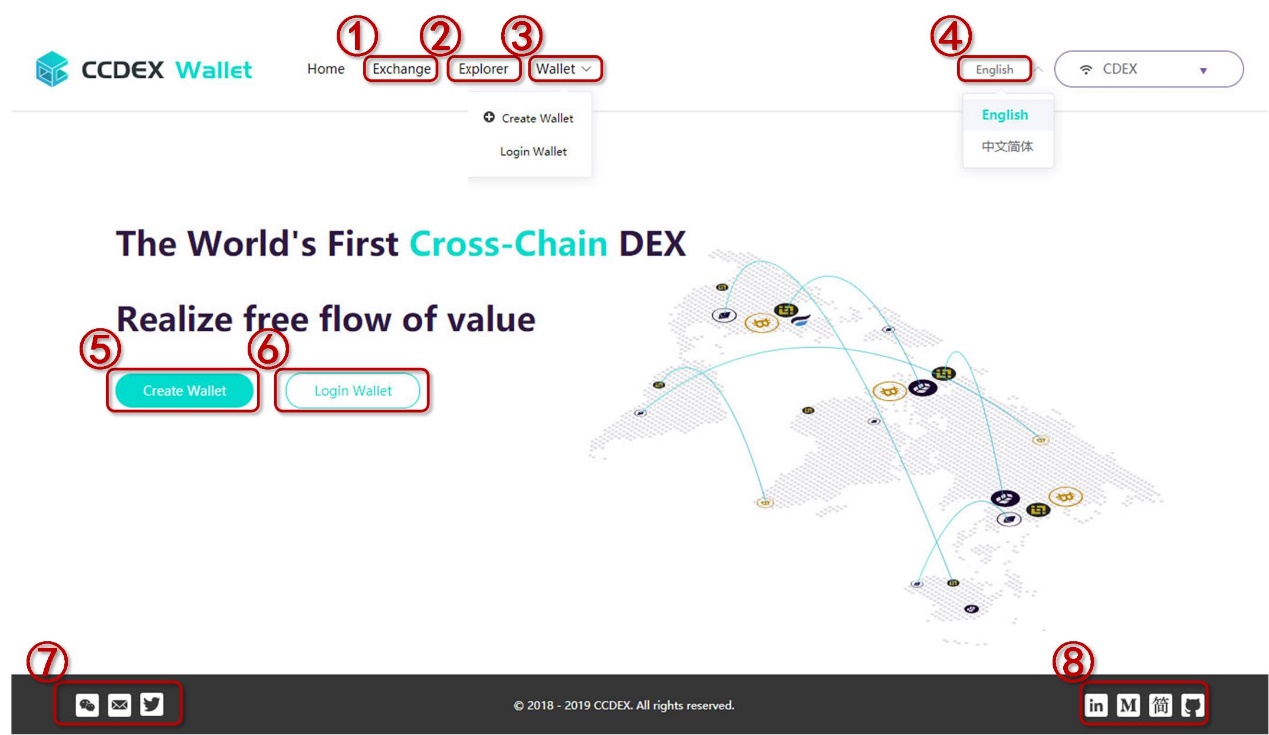 ① ② ③ ④
CCDEX Wallet Home Exchange Explorer Wallet English CDEX
Create Wallet
Login Wallet
English
中文简体
The World's First Cross-Chain DEX
Realize free flow of value
⑤ ⑥
Create Wallet Login Wallet
⑦ ⑧
© 2018 - 2019 CCDEX. All rights reserved. in M 简